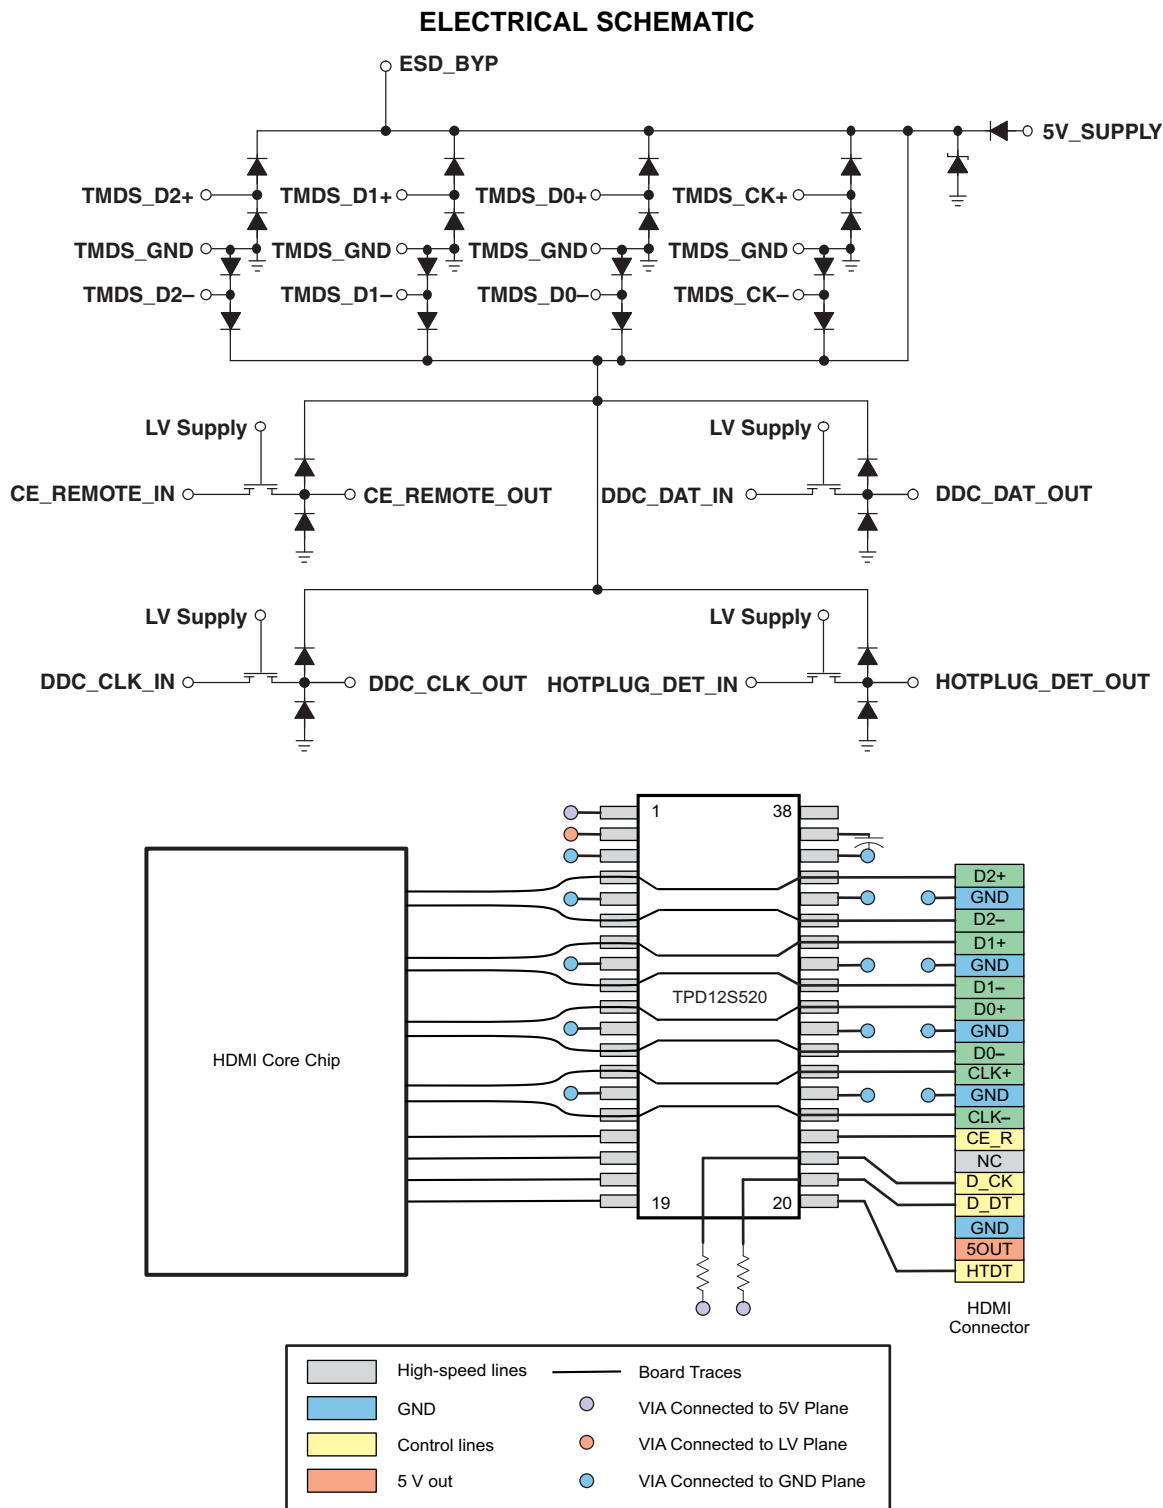 ELECTRICAL SCHEMATIC
ESD_BYP
5V_SUPPLY
TMDS_D2+ TMDS_D1+ TMDS_D0+ TMDS_CK+
TMDS_GND TMDS_GND TMDS_GND TMDS_GND
TMDS_D2– TMDS_D1– TMDS_D0– TMDS_CK–
LV Supply LV Supply
CE_REMOTE_IN CE_REMOTE_OUT DDC_DAT_IN DDC_DAT_OUT
LV Supply LV Supply
DDC_CLK_IN DDC_CLK_OUT HOTPLUG_DET_IN HOTPLUG_DET_OUT
1 38
D2+
GND
D2–
D1+
GND
D1–
TPD12S520
D0+
GND
HDMI Core Chip
D0–
CLK+
GND
CLK–
CE_R
NC
D_CK
19 20
D_DT
GND
5OUT
HTDT
HDMI
Connector
High-speed lines Board Traces
GND VIA Connected to 5V Plane
Control lines VIA Connected to LV Plane
5 V out VIA Connected to GND Plane